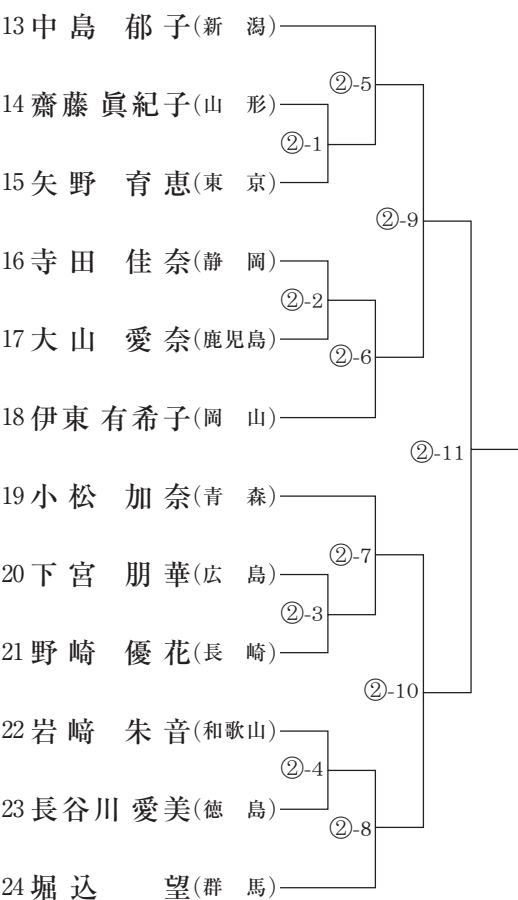 13 中島 郁子(新潟)
②-5
14 齋藤 眞紀子(山形)
②-1
15 矢野 育恵(東京)
②-9
16 寺田 佳奈(静岡)
②-2
17 大山 愛奈(鹿児島)
②-6
18 伊東 有希子(岡山)
②-11
19 小松 加奈(青森)
②-7
20 下宮 朋華(広島)
②-3
21 野崎 優花(長崎)
②-10
22 岩﨑 朱音(和歌山)
②-4
23 長谷川 愛美(徳島)
②-8
24 堀込 望(群馬)